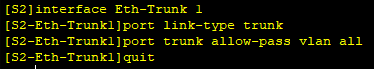 [S2]interface Eth-Trunk 1
[S2-Eth-Trunk1]port link-type trunk
[S2-Eth-Trunk1]port trunk allow-pass vlan all
[S2-Eth-Trunk1]quit